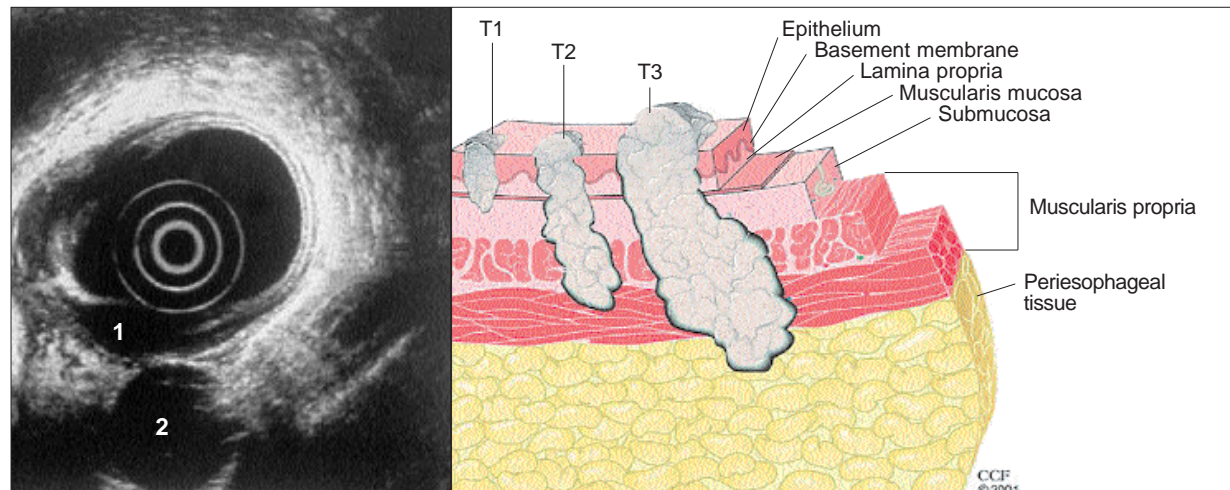 1
2
T1
T2
T3
Epithelium
Basement membrane
Lamina propria
Muscularis mucosa
Submucosa
Muscularis propria
Periesophageal
tissue
CCF